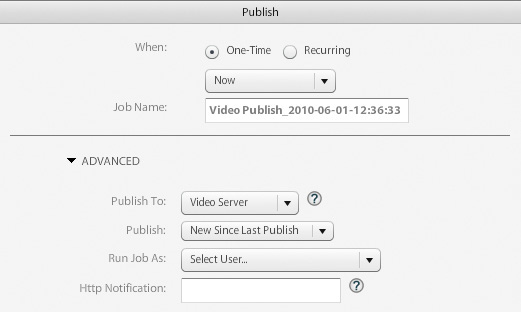 Publish
When: One-Time Recurring
Now
Job Name: Video Publish_2010-06-01-12:36:33
ADVANCED
Publish To: Video Server ?
Publish: New Since Last Publish
Run Job As: Select User...
Http Notification: ?